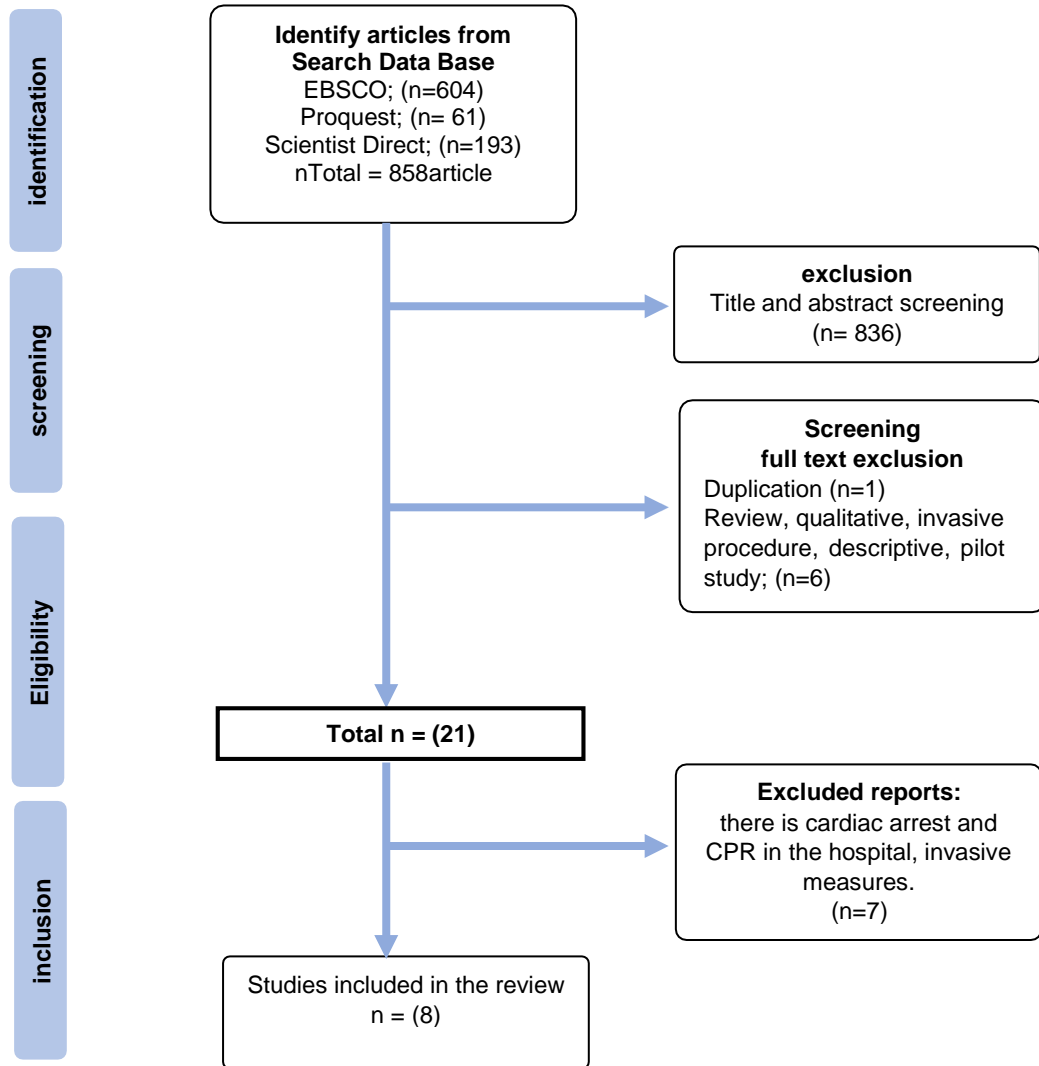 identification
Identify articles from
Search Data Base
EBSCO; (n=604)
Proquest; (n= 61)
Scientist Direct; (n=193)
nTotal = 858article
screening
exclusion
Title and abstract screening
(n= 836)
Screening
full text exclusion
Duplication (n=1)
Review, qualitative, invasive
procedure, descriptive, pilot
study; (n=6)
Eligibility
Total n = (21)
Excluded reports:
there is cardiac arrest and
CPR in the hospital, invasive
measures.
(n=7)
inclusion
Studies included in the review
n = (8)